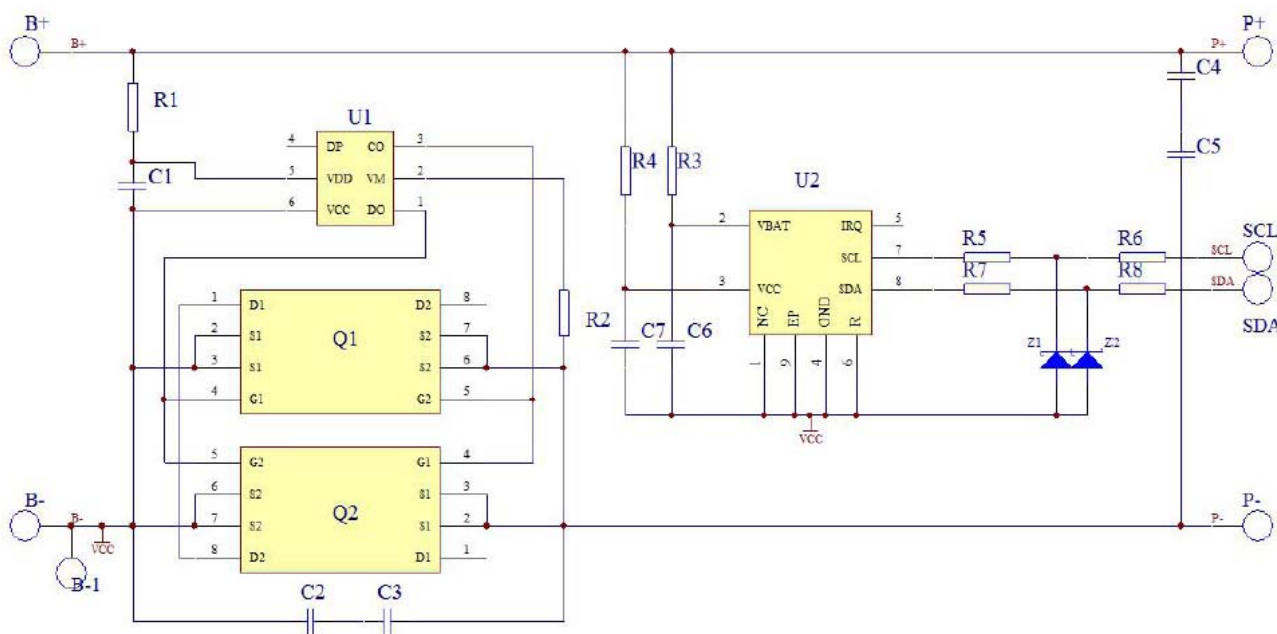 B+
B+
P+
P+
C4
R1
U1
4
DP
CO
3
5
VDD
VM
2
6
VCC
DO
1
C1
R4
R3
C5
U2
2
VBAT
IRQ
5
SCL
7
3
VCC
SDA
8
NC
EP
GND
R
1
9
4
6
R5
R6
SCL
SCL
R7
R8
SDA
SDA
1
D1
D2
8
2
S1
S2
7
3
S1
S2
6
4
G1
G2
5
Q1
R2
C7
C6
Z1
Z2
VCC
5
G2
G1
4
6
S2
S1
3
7
S2
S1
2
8
D2
D1
1
Q2
B-
B-
VCC
B-1
P-
P-
C2
C3